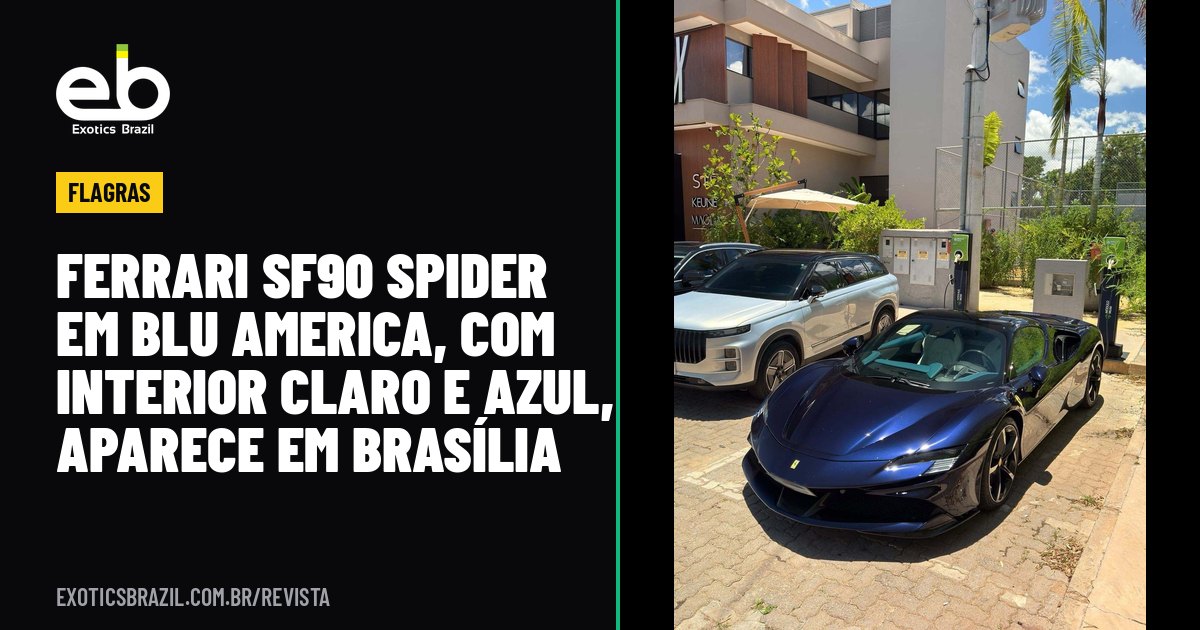 eb
Exotics Brazil
FLAGRAS
FERRARI SF90 SPIDER
EM BLU AMERICA, COM
INTERIOR CLARO E AZUL,
APARECE EM BRASÍLIA
EXOTICSBRAZIL.COM.BR/REVISTA
KEUNE